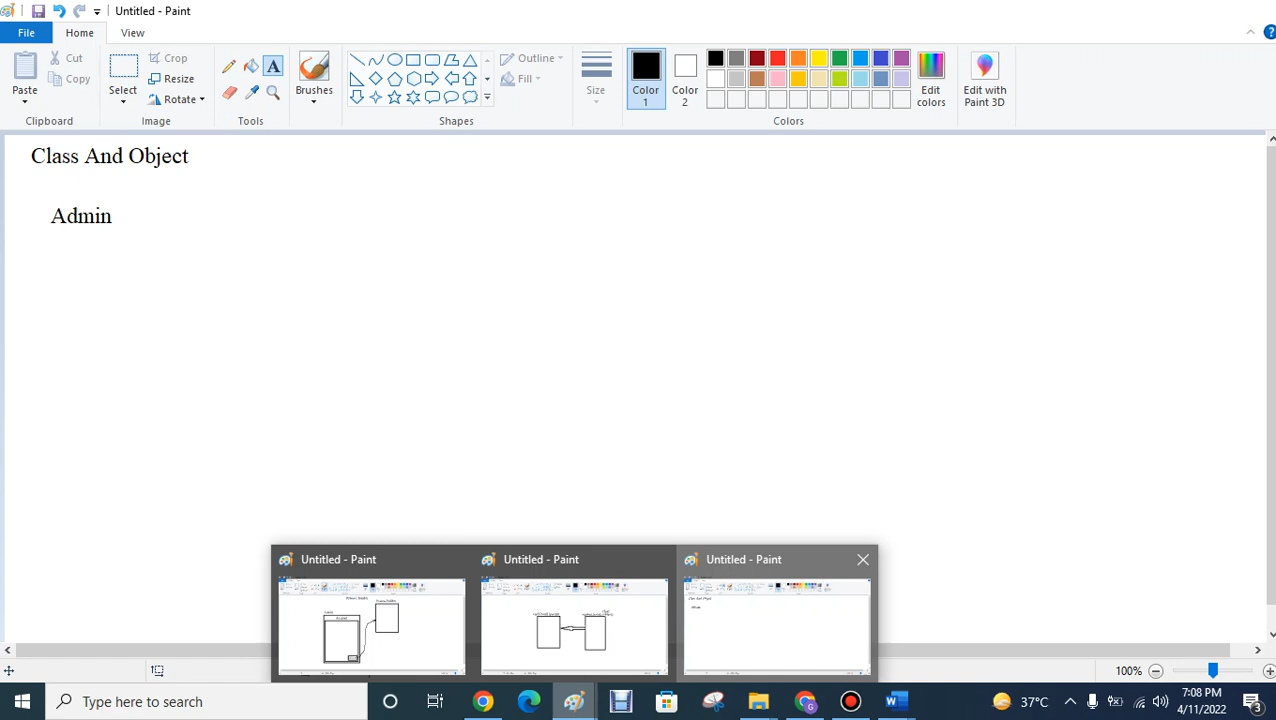 Untitled - Paint
File
Home
View
Paste
Cut
Copy
Clipboard
Select
Crop
Resize
Rotate
Image
A
Tools
Brushes
Shapes
Outline
Fill
Size
Color 1
Color 2
Colors
Edit colors
Edit with Paint 3D
Class And Object
Admin
Untitled - Paint
Untitled - Paint
Untitled - Paint
100%
Type here to search
37°C
7:08 PM
4/11/2022
3